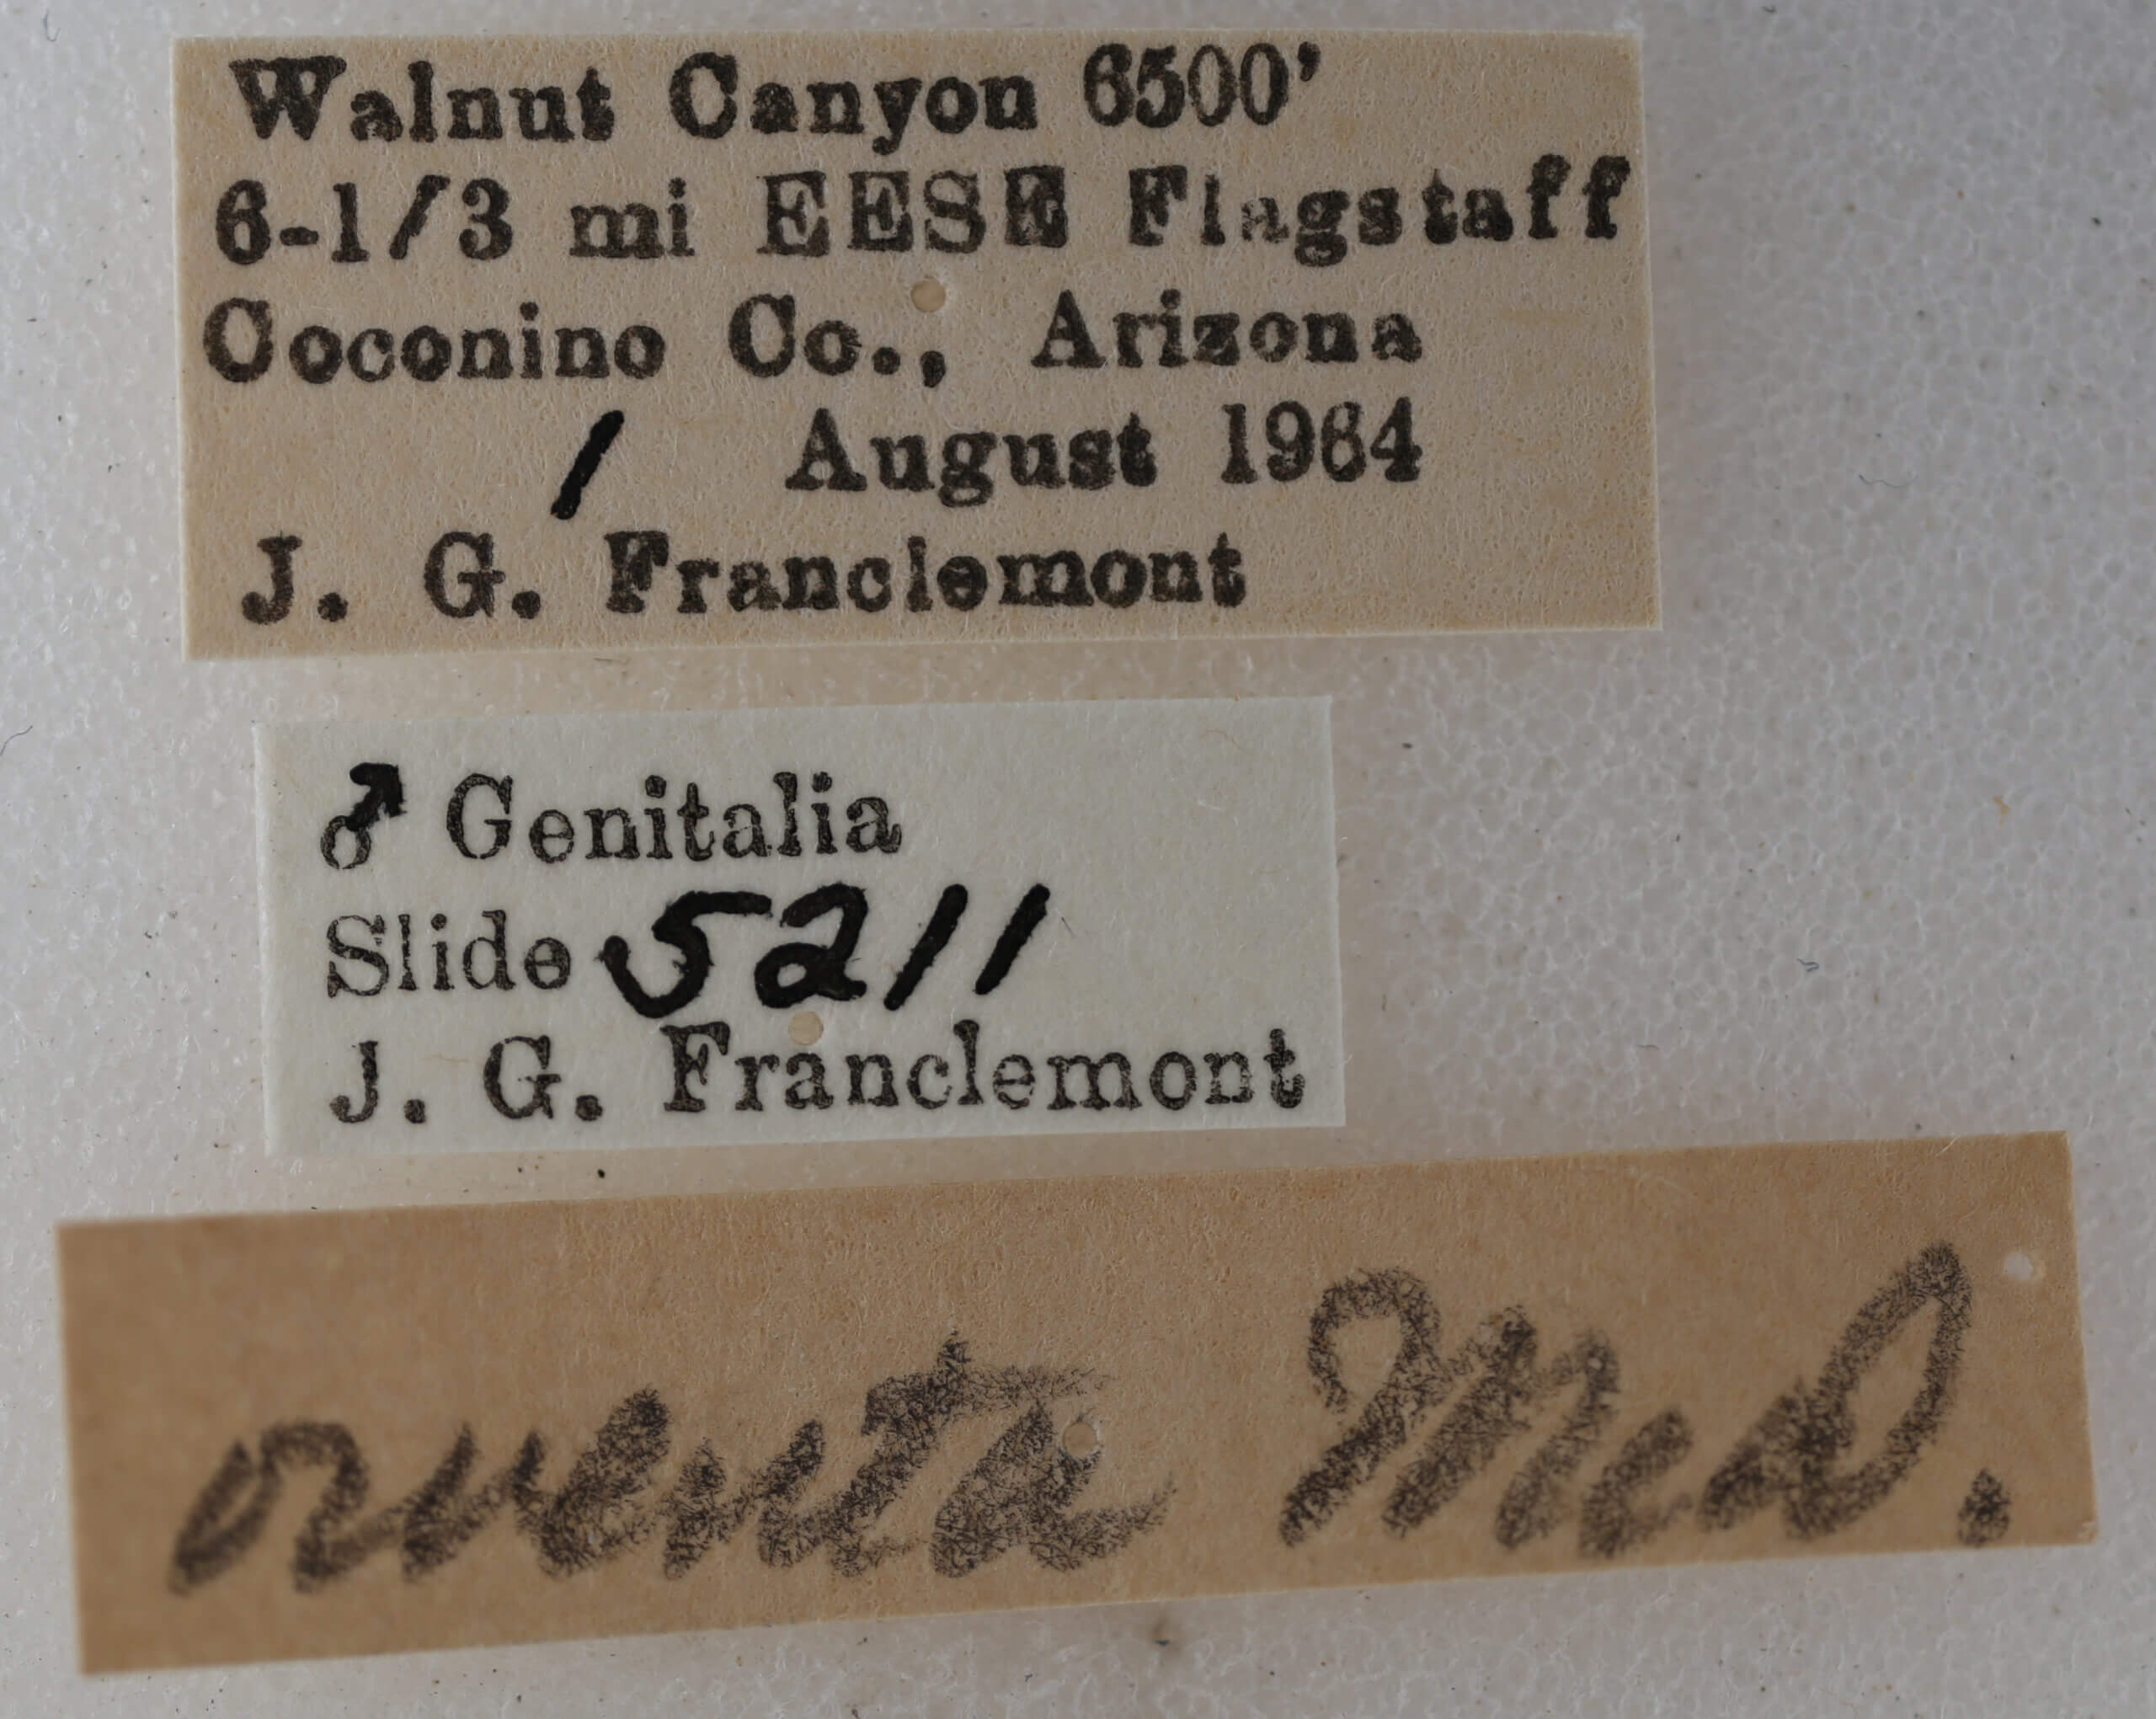 Walnut Canyon 6500'
6-1/3 mi EESE Flagstaff
Coconino Co., Arizona
1 August 1964
J. G. Franclemont
♂ Genitalia
Slide 5211
J. G. Franclemont
McD.